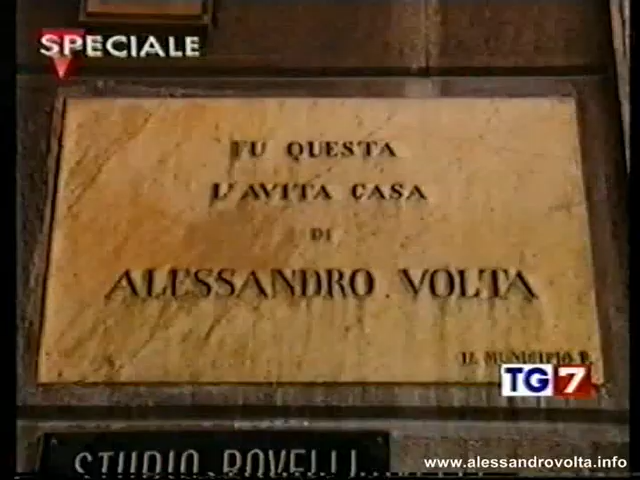 SPECIALE
FU QUESTA
L'AVITA CASA
DI
ALESSANDRO VOLTA
IL MUNICIPIO P.
TG7
STUDIO ROVELLI
www.alessandrovolta.info